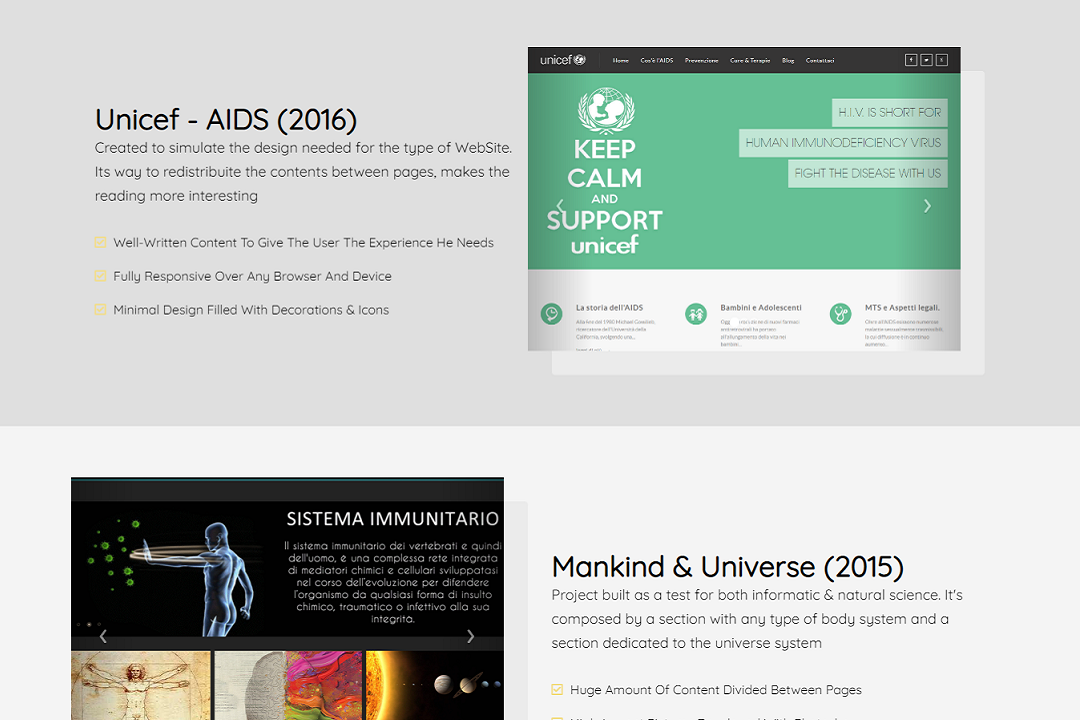 Unicef - AIDS (2016)
Created to simulate the design needed for the type of WebSite.
Its way to redistribuite the contents between pages, makes the
reading more interesting
Well-Written Content To Give The User The Experience He Needs
Fully Responsive Over Any Browser And Device
Minimal Design Filled With Decorations & Icons
unicef
Home Cos'è l'AIDS Prevenzione Cure & Terapie Blog Contattaci
KEEP
CALM
AND
SUPPORT
unicef
H.I.V. IS SHORT FOR
HUMAN IMMUNODEFICIENCY VIRUS
FIGHT THE DISEASE WITH US
La storia dell'AIDS
Bambini e Adolescenti
MTS e Aspetti legali.
SISTEMA IMMUNITARIO
Il sistema immunitario dei vertebrati e quindi
dell'uomo, è una complessa rete integrata
di mediatori chimici e cellulari sviluppatasi
nel corso dell'evoluzione per difendere
l'organismo da qualsiasi forma di insulto
chimico, traumatico o infettivo alla sua
integrità.
Mankind & Universe (2015)
Project built as a test for both informatic & natural science. It's
composed by a section with any type of body system and a
section dedicated to the universe system
Huge Amount Of Content Divided Between Pages